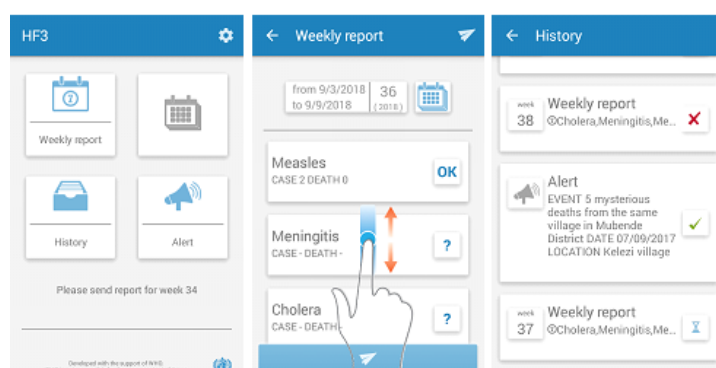 HF3
Weekly report
History
Alert
Please send report for week 34
Developed with the support of WHO,
Weekly report
from 9/3/2018
to 9/9/2018
36
(2018)
Measles
CASE 2 DEATH 0
OK
Meningitis
CASE - DEATH -
?
Cholera
CASE - DEATH -
?
History
week
38
Weekly report
Cholera,Meningitis,Me...
Alert
EVENT 5 mysterious
deaths from the same
village in Mubende
District DATE 07/09/2017
LOCATION Kelezi village
week
37
Weekly report
Cholera,Meningitis,Me...